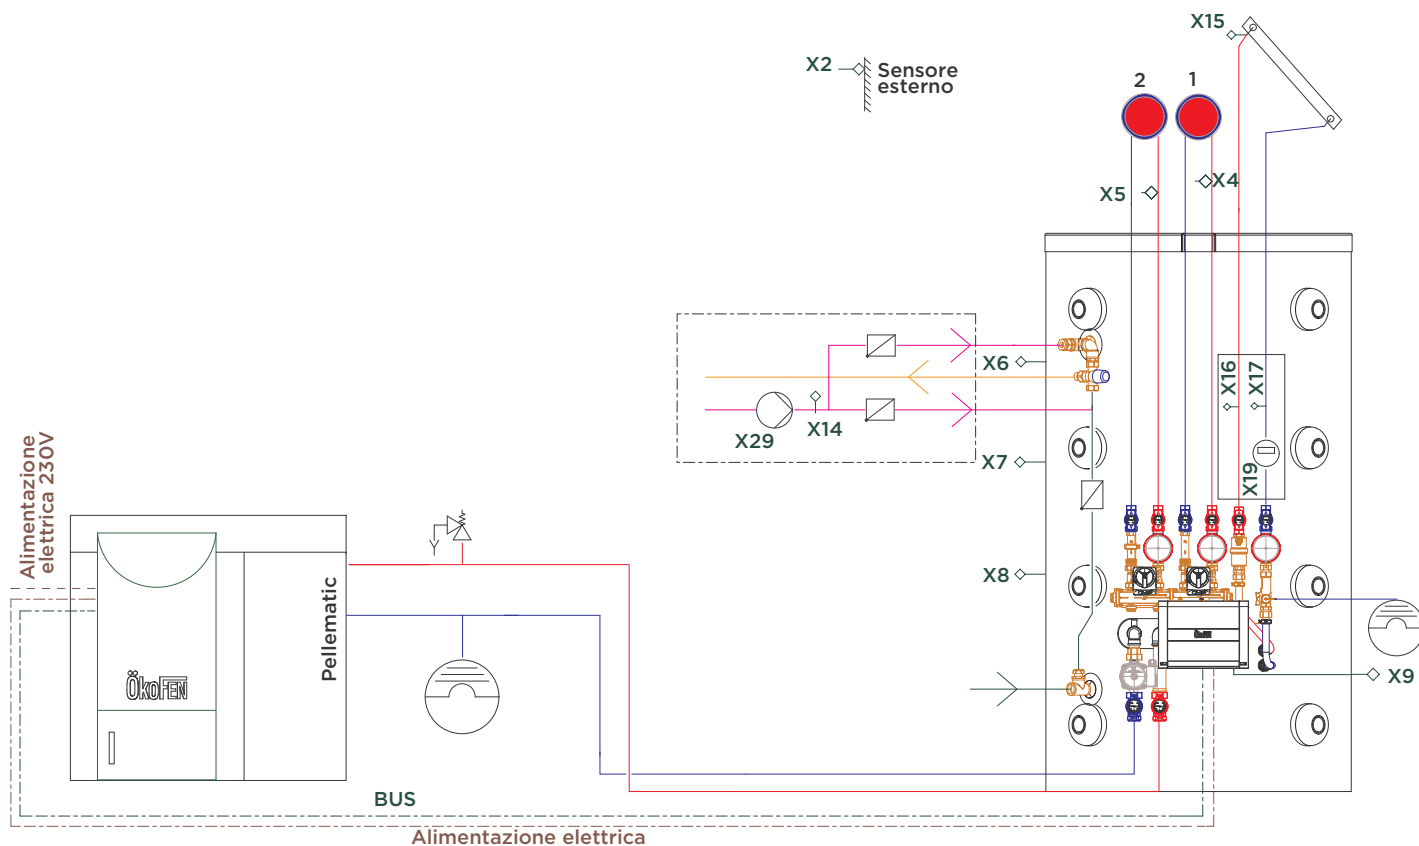 X15
X2
Sensore
esterno
2
1
X5
X4
X6
X16
X17
X29
X14
X7
X19
Alimentazione
elettrica 230V
X8
Pellematic
ÖkoFEN
ÖkoFEN
X9
BUS
Alimentazione elettrica